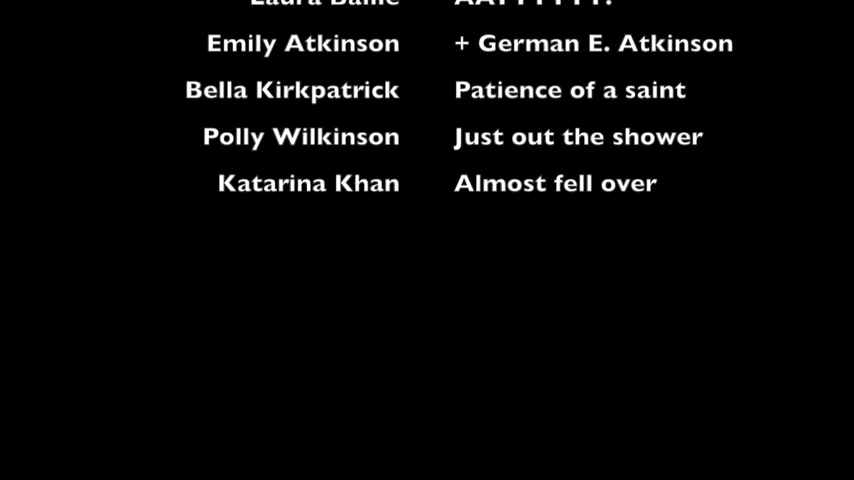 Emily Atkinson + German E. Atkinson
Bella Kirkpatrick Patience of a saint
Polly Wilkinson Just out the shower
Katarina Khan Almost fell over